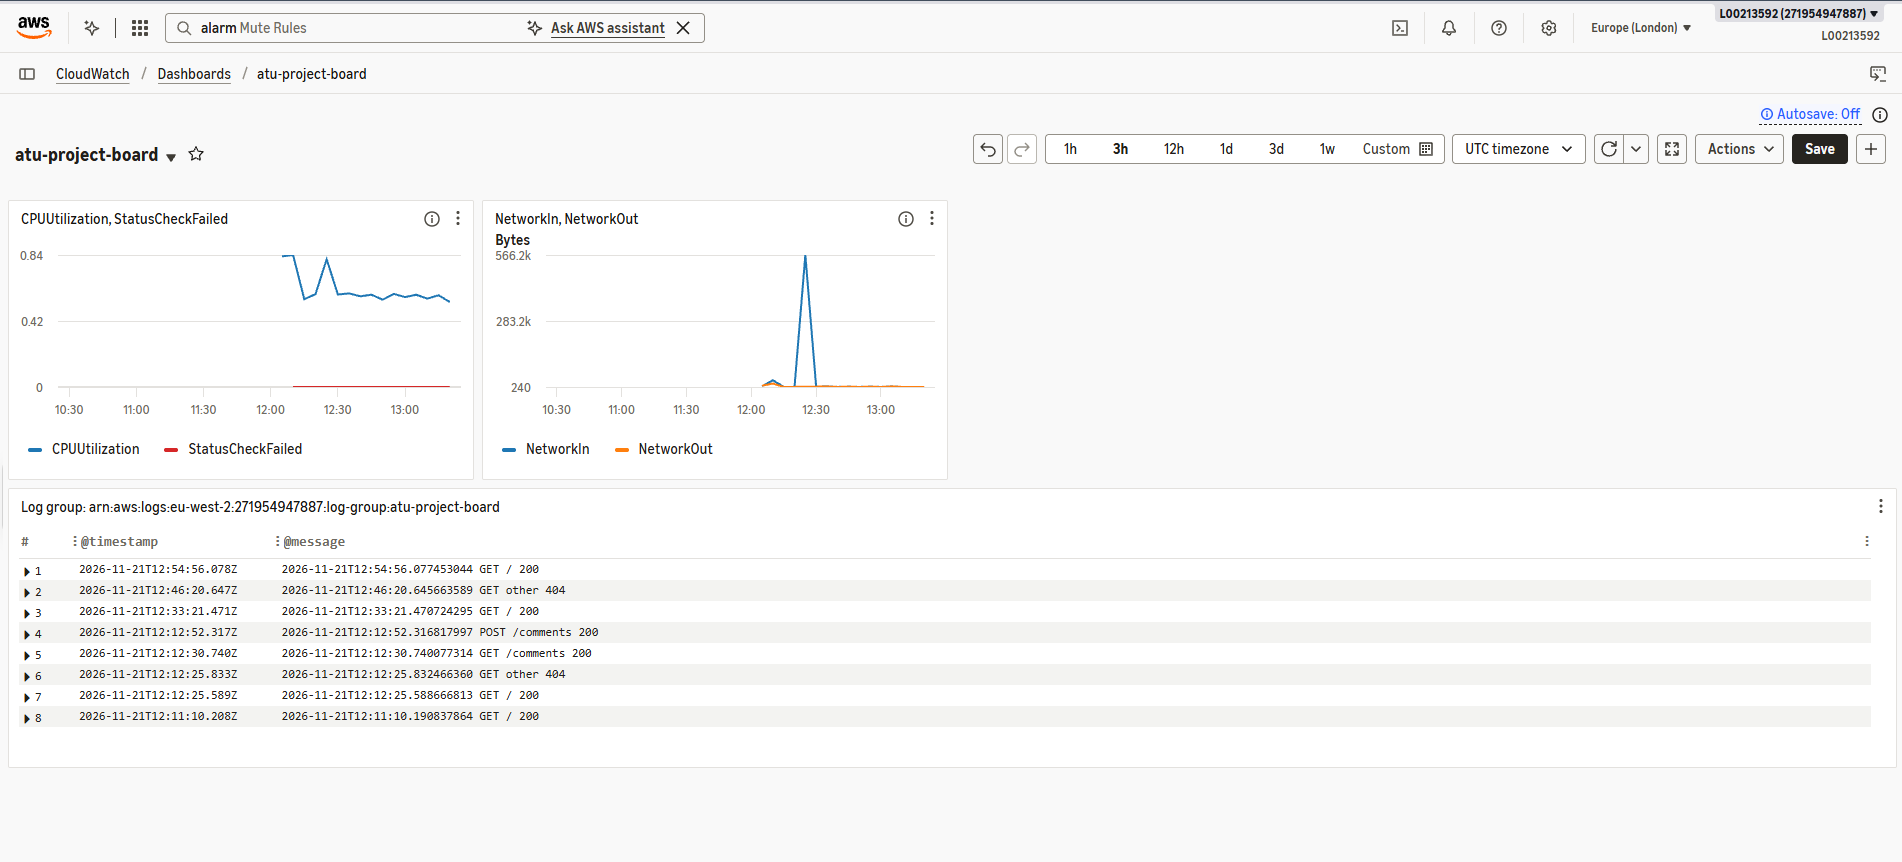 aws
alarm Mute Rules
Ask AWS assistant
Europe (London)
L00213592 (271954947887)
L00213592
CloudWatch / Dashboards / atu-project-board
Autosave: Off
atu-project-board
1h 3h 12h 1d 3d 1w Custom
UTC timezone
Actions
Save
CPUUtilization, StatusCheckFailed
0.84
0.42
0
10:30 11:00 11:30 12:00 12:30 13:00
CPUUtilization StatusCheckFailed
NetworkIn, NetworkOut
Bytes
566.2k
283.2k
240
10:30 11:00 11:30 12:00 12:30 13:00
NetworkIn NetworkOut
Log group: arn:aws:logs:eu-west-2:271954947887:log-group:atu-project-board
# @timestamp @message
1 2026-11-21T12:54:56.078Z 2026-11-21T12:54:56.077453044 GET / 200
2 2026-11-21T12:46:20.647Z 2026-11-21T12:46:20.645663589 GET other 404
3 2026-11-21T12:33:21.471Z 2026-11-21T12:33:21.470724295 GET / 200
4 2026-11-21T12:12:52.317Z 2026-11-21T12:12:52.316817997 POST /comments 200
5 2026-11-21T12:12:30.740Z 2026-11-21T12:12:30.740077314 GET /comments 200
6 2026-11-21T12:12:25.833Z 2026-11-21T12:12:25.832466360 GET other 404
7 2026-11-21T12:12:25.589Z 2026-11-21T12:12:25.588666813 GET / 200
8 2026-11-21T12:11:10.208Z 2026-11-21T12:11:10.190837864 GET / 200